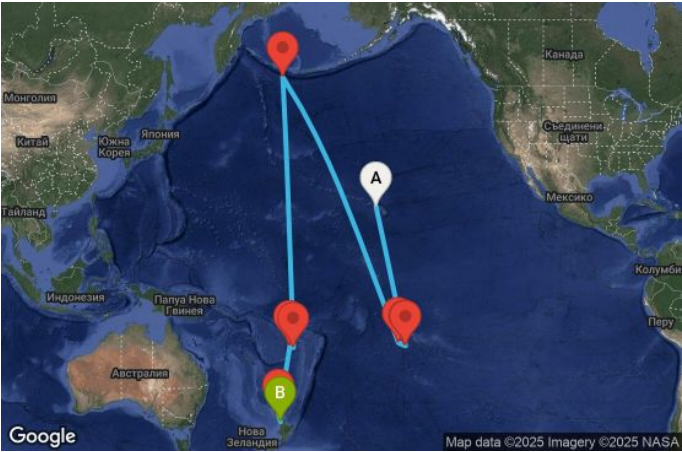 Канада
Монголия
Съединени
щати
Япония
Китай
Южна
Корея
A
Мексико
Тайланд
Колумби
Индонезия
Папуа Нова
Гвинея
Перу
Австралия
B
Нова
Зеландия
Google
Map data ©2025 Imagery ©2025 NASA